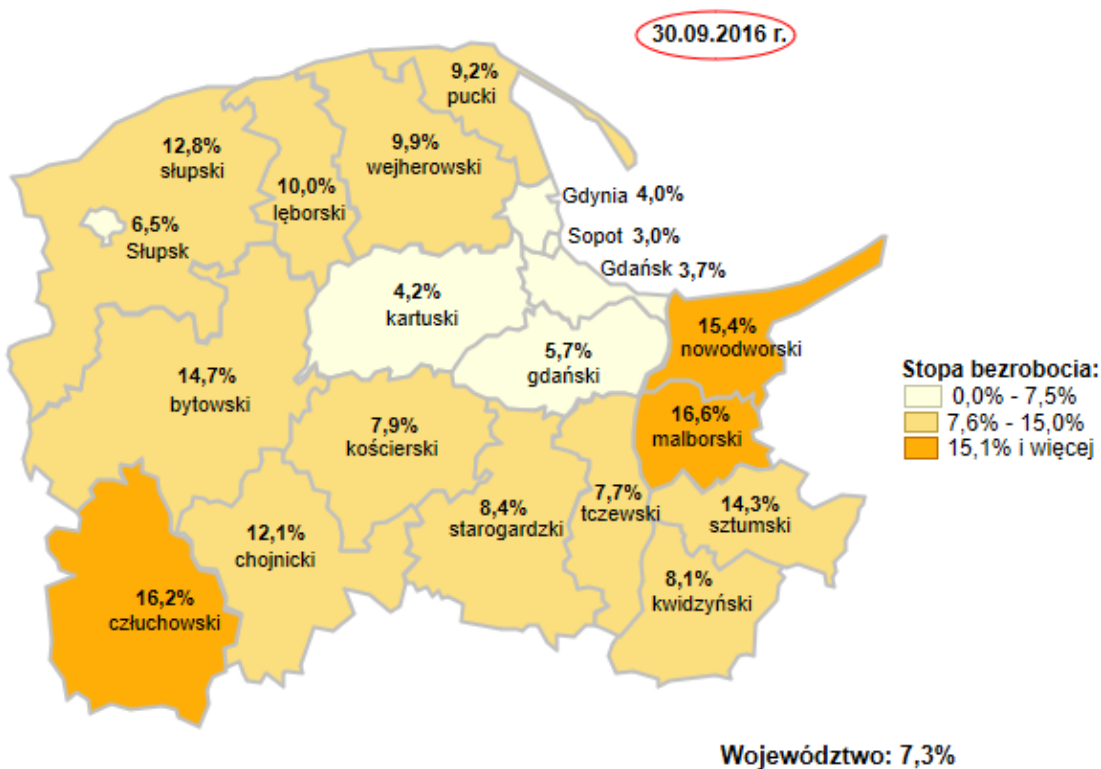 30.09.2016 r.
9,2%
pucki
12,8%
słupski
9,9%
wejherowski
10,0%
lęborski
Gdynia 4,0%
6,5%
Słupsk
Sopot 3,0%
Gdańsk 3,7%
4,2%
kartuski
15,4%
nowodworski
5,7%
gdański
14,7%
bytowski
Stopa bezrobocia:
0,0% - 7,5%
7,6% - 15,0%
15,1% i więcej
7,9%
kościerski
16,6%
malborski
8,4%
starogardzki
7,7%
tczewski
14,3%
sztumski
12,1%
chojnicki
8,1%
kwidzyński
16,2%
człuchowski
Województwo: 7,3%